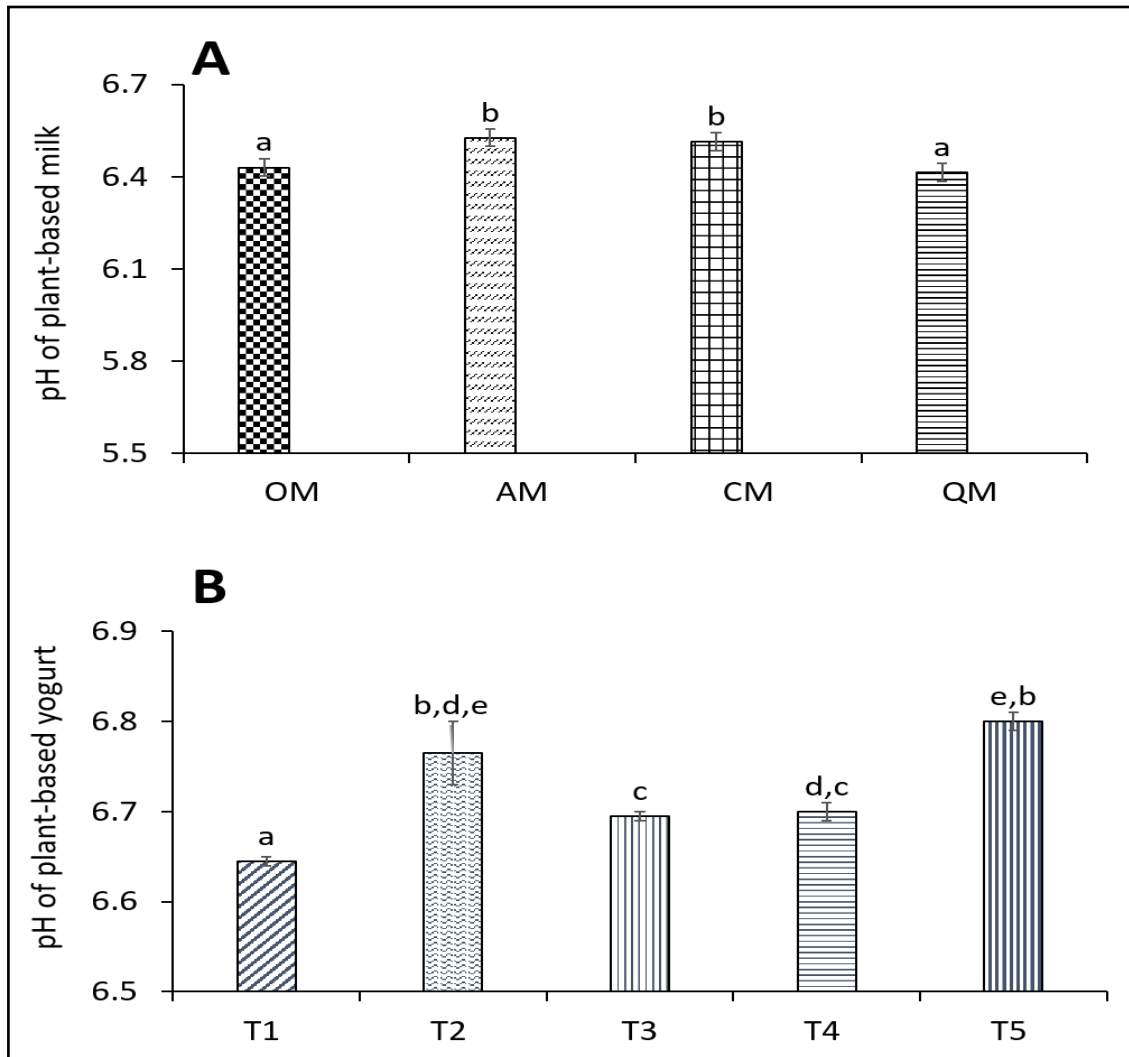 A
pH of plant-based milk
6.7
6.4
6.1
5.8
5.5
a
b
b
a
OM AM CM QM
B
pH of plant-based yogurt
6.9
6.8
6.7
6.6
6.5
a
b,d,e
c
d,c
e,b
T1 T2 T3 T4 T5